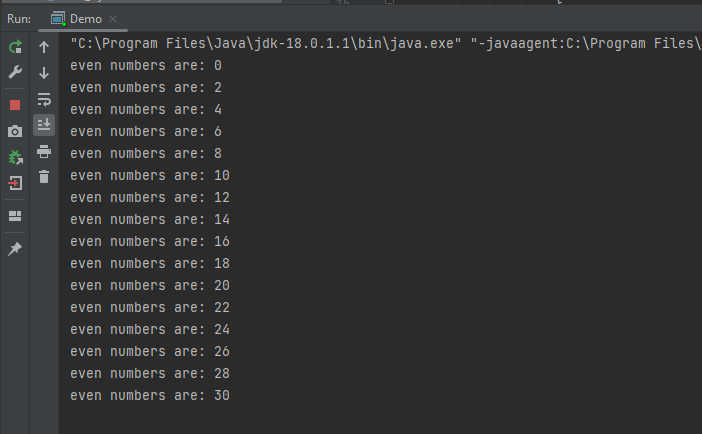 Run:
Demo
"C:\Program Files\Java\jdk-18.0.1.1\bin\java.exe" "-javaagent:C:\Program Files\
even numbers are: 0
even numbers are: 2
even numbers are: 4
even numbers are: 6
even numbers are: 8
even numbers are: 10
even numbers are: 12
even numbers are: 14
even numbers are: 16
even numbers are: 18
even numbers are: 20
even numbers are: 22
even numbers are: 24
even numbers are: 26
even numbers are: 28
even numbers are: 30